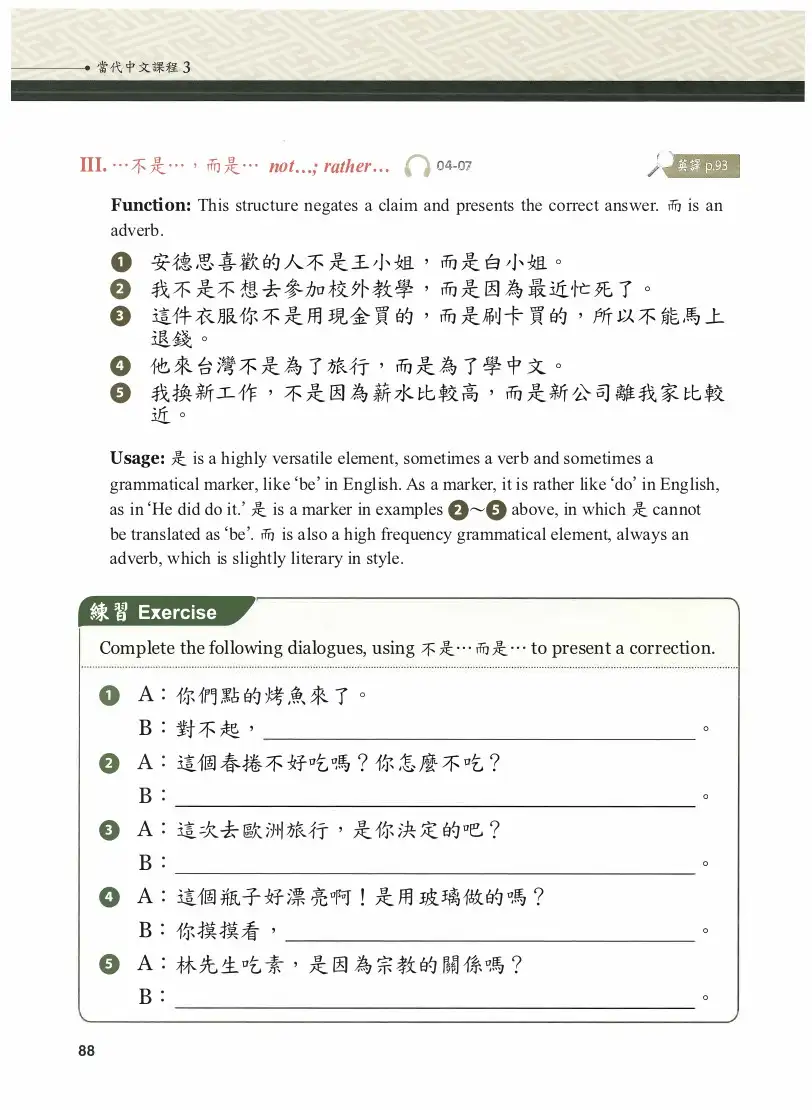 當代中文課程 3
III. …不是…,而是… not…; rather… 04-07 英譯 p.93
Function: This structure negates a claim and presents the correct answer. 而 is an
adverb.
1 安德思喜歡的人不是王小姐,而是白小姐。
2 我不是不想去參加校外教學,而是因為最近忙死了。
3 這件衣服你不是用現金買的,而是刷卡買的,所以不能馬上
退錢。
4 他來台灣不是為了旅行,而是為了學中文。
5 我換新工作,不是因為薪水比較高,而是新公司離我家比較
近。
Usage: 是 is a highly versatile element, sometimes a verb and sometimes a
grammatical marker, like ‘be’ in English. As a marker, it is rather like ‘do’ in English,
as in ‘He did do it.’ 是 is a marker in examples 2~5 above, in which 是 cannot
be translated as ‘be’. 而 is also a high frequency grammatical element, always an
adverb, which is slightly literary in style.
練習 Exercise
Complete the following dialogues, using 不是…而是… to present a correction.
1 A:你們點的烤魚來了。
B:對不起,。
2 A:這個春捲不好吃嗎?你怎麼不吃?
B:。
3 A:這次去歐洲旅行,是你決定的吧?
B:。
4 A:這個瓶子好漂亮啊!是用玻璃做的嗎?
B:你摸摸看,。
5 A:林先生吃素,是因為宗教的關係嗎?
B:。
88